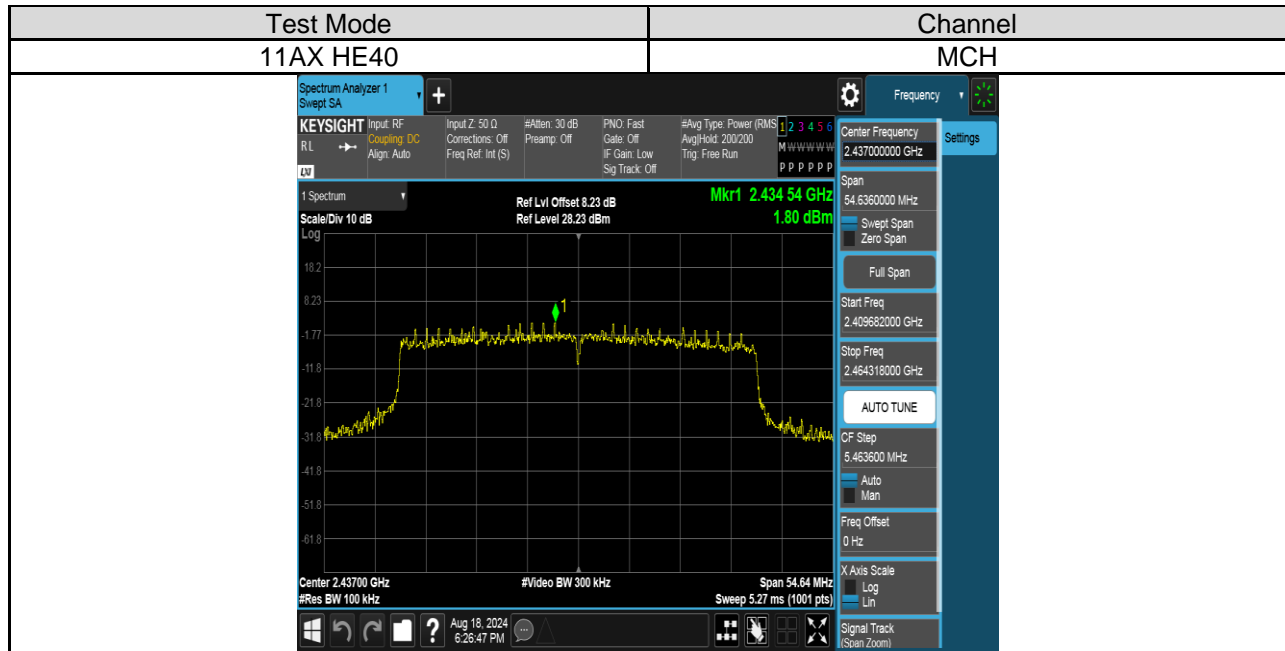 Test Mode
Channel
11AX HE40
MCH
Spectrum Analyzer 1
Swept SA
+
Frequency
KEYSIGHT
RL
LXI
Input: RF
Coupling: DC
Align: Auto
Input Z: 50 Ω
Corrections: Off
Freq Ref: Int (S)
#Atten: 30 dB
Preamp: Off
PNO: Fast
Gate: Off
IF Gain: Low
Sig Track: Off
#Avg Type: Power (RMS
Avg|Hold: 200/200
Trig: Free Run
1 2 3 4 5 6
M W W W W W
P P P P P P
1 Spectrum
Scale/Div 10 dB
Log
Ref Lvl Offset 8.23 dB
Ref Level 28.23 dBm
Mkr1 2.434 54 GHz
1.80 dBm
18.2
8.23
-1.77
-11.8
-21.8
-31.8
-41.8
-51.8
-61.8
1
Center 2.43700 GHz
#Res BW 100 kHz
#Video BW 300 kHz
Span 54.64 MHz
Sweep 5.27 ms (1001 pts)
Center Frequency
2.437000000 GHz
Settings
Span
54.6360000 MHz
Swept Span
Zero Span
Full Span
Start Freq
2.409682000 GHz
Stop Freq
2.464318000 GHz
AUTO TUNE
CF Step
5.463600 MHz
Auto
Man
Freq Offset
0 Hz
X Axis Scale
Log
Lin
Signal Track
(Span Zoom)
?
Aug 18, 2024
6:26:47 PM